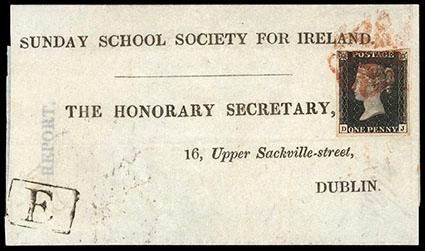 SUNDAY SCHOOL SOCIETY FOR IRELAND.
POSTAGE
THE HONORARY SECRETARY,
D ONE PENNY J
16, Upper Sackville-street,
REPORT.
DUBLIN.
F